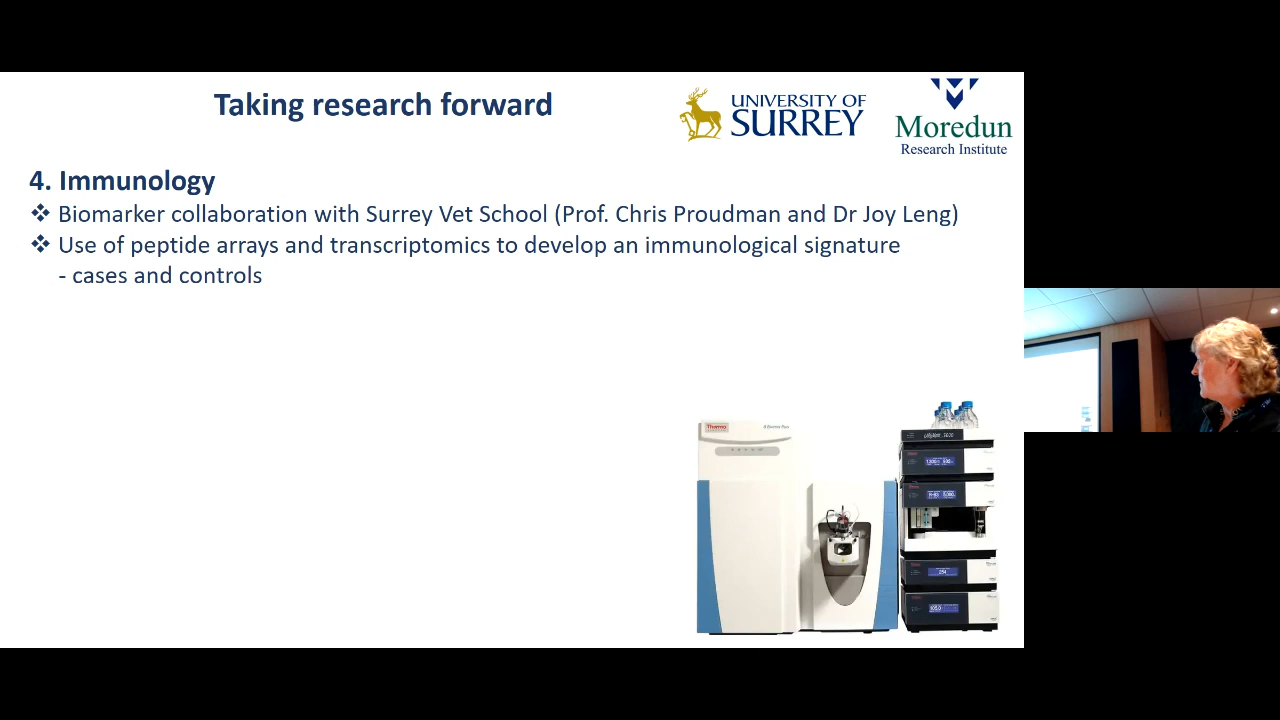 Taking research forward
UNIVERSITY OF
SURREY
Moredun
Research Institute
4. Immunology
❖ Biomarker collaboration with Surrey Vet School (Prof. Chris Proudman and Dr Joy Leng)
❖ Use of peptide arrays and transcriptomics to develop an immunological signature
- cases and controls
Thermo